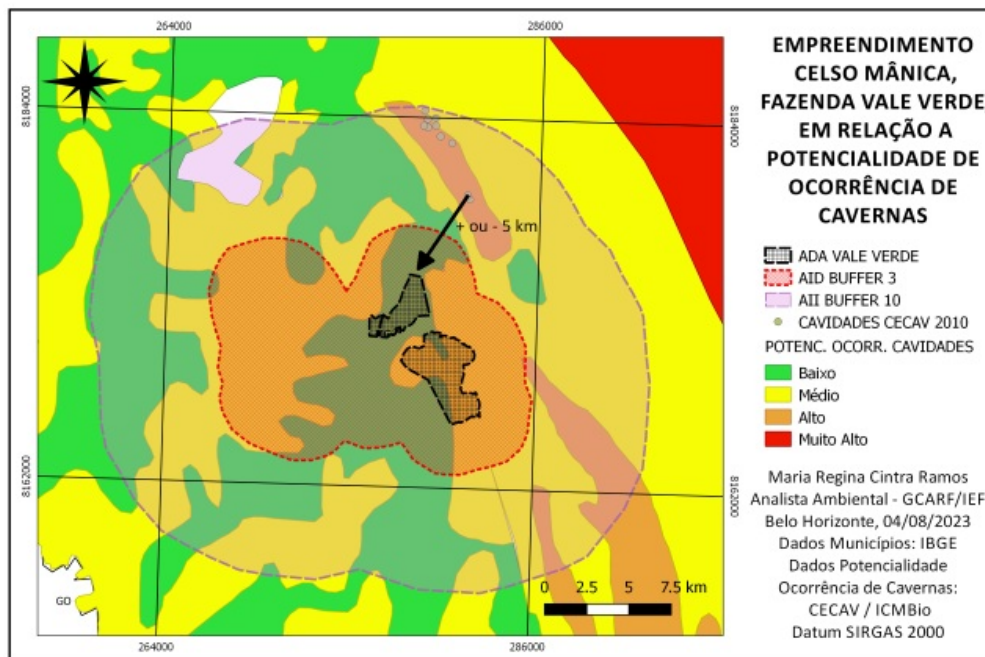 264000
286000
8184000
8184000
+ ou - 5 km
8162000
8162000
GO
0 2.5 5 7.5 km
264000
286000
EMPREENDIMENTO
CELSO MÂNICA,
FAZENDA VALE VERDE,
EM RELAÇÃO A
POTENCIALIDADE DE
OCORRÊNCIA DE
CAVERNAS
ADA VALE VERDE
AID BUFFER 3
AII BUFFER 10
CAVIDADES CECAV 2010
POTENC. OCORR. CAVIDADES
Baixo
Médio
Alto
Muito Alto
Maria Regina Cintra Ramos
Analista Ambiental - GCARF/IEF
Belo Horizonte, 04/08/2023
Dados Municípios: IBGE
Dados Potencialidade
Ocorrência de Cavernas:
CECAV / ICMBio
Datum SIRGAS 2000